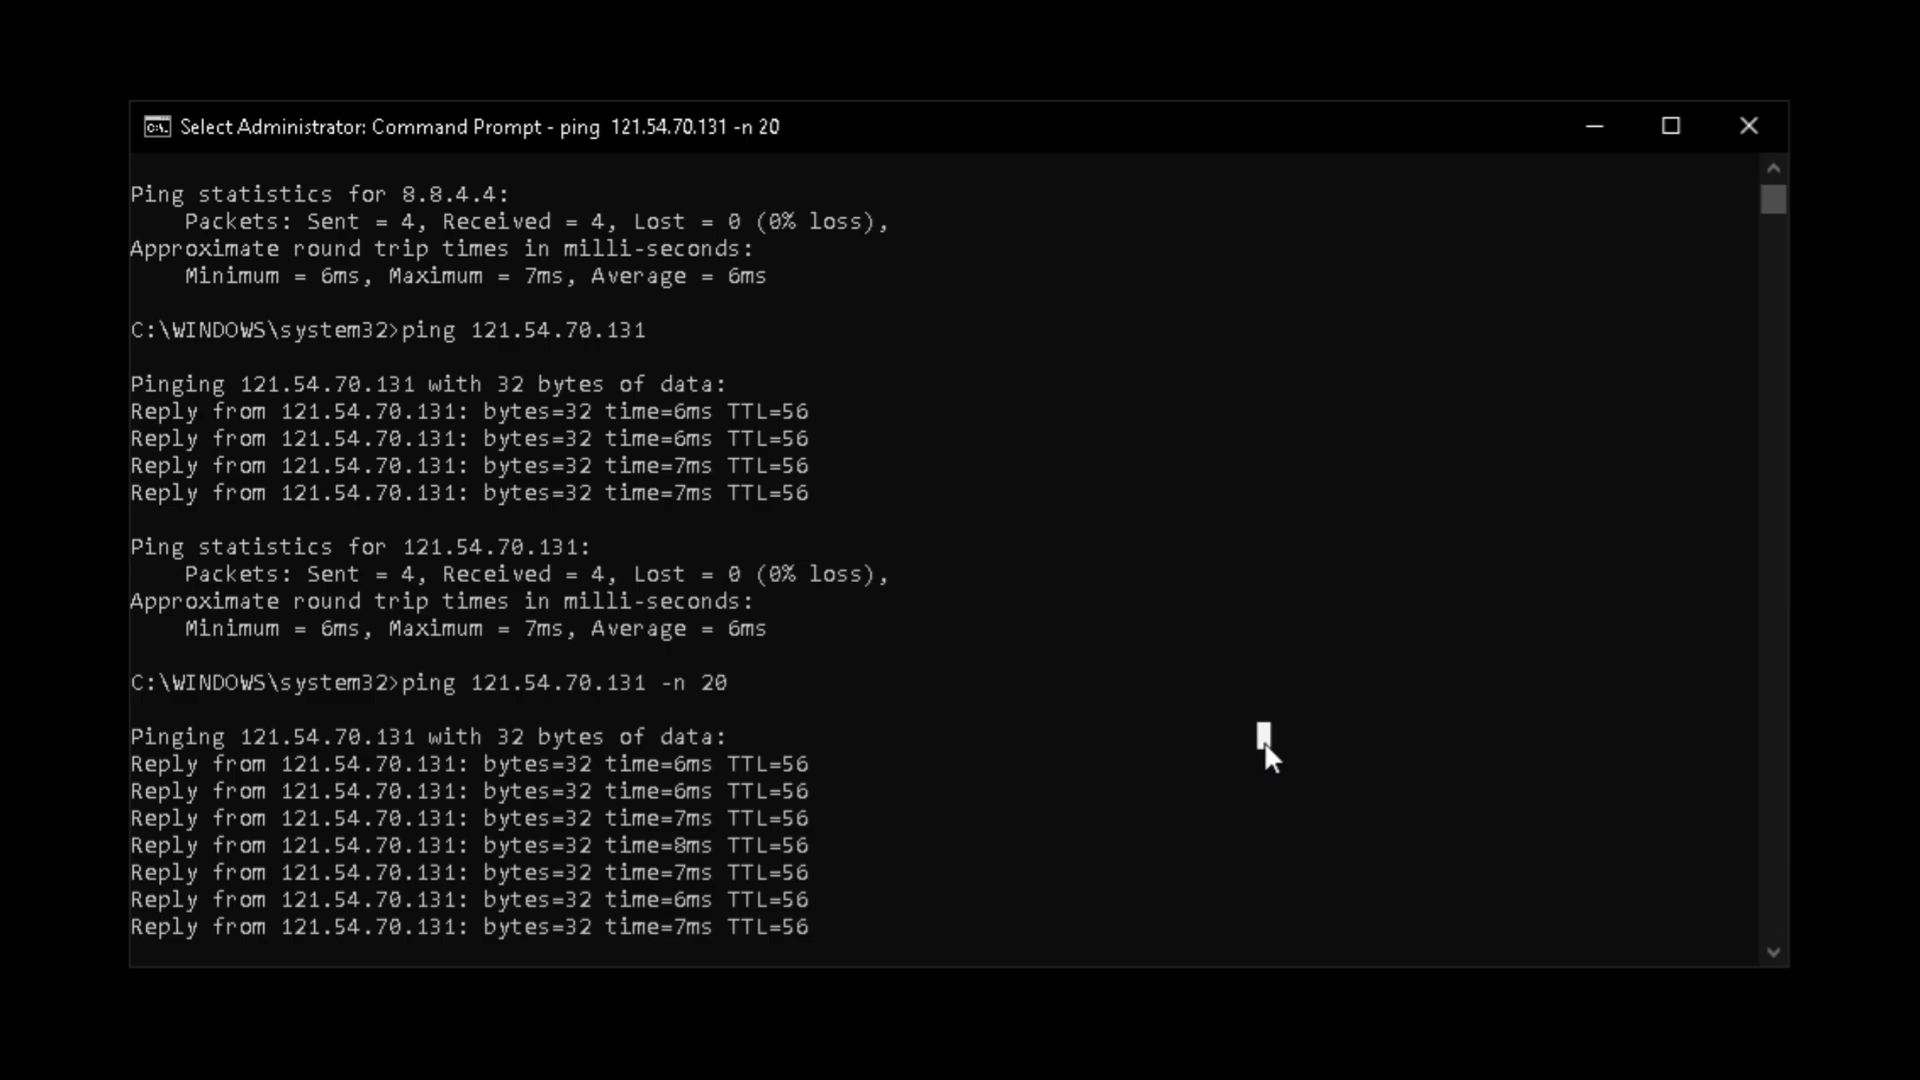 Select Administrator: Command Prompt - ping  121.54.70.131 -n 20
Ping statistics for 8.8.4.4:
    Packets: Sent = 4, Received = 4, Lost = 0 (0% loss),
Approximate round trip times in milli-seconds:
    Minimum = 6ms, Maximum = 7ms, Average = 6ms
C:\WINDOWS\system32>ping 121.54.70.131
Pinging 121.54.70.131 with 32 bytes of data:
Reply from 121.54.70.131: bytes=32 time=6ms TTL=56
Reply from 121.54.70.131: bytes=32 time=6ms TTL=56
Reply from 121.54.70.131: bytes=32 time=7ms TTL=56
Reply from 121.54.70.131: bytes=32 time=7ms TTL=56
Ping statistics for 121.54.70.131:
    Packets: Sent = 4, Received = 4, Lost = 0 (0% loss),
Approximate round trip times in milli-seconds:
    Minimum = 6ms, Maximum = 7ms, Average = 6ms
C:\WINDOWS\system32>ping 121.54.70.131 -n 20
Pinging 121.54.70.131 with 32 bytes of data:
Reply from 121.54.70.131: bytes=32 time=6ms TTL=56
Reply from 121.54.70.131: bytes=32 time=6ms TTL=56
Reply from 121.54.70.131: bytes=32 time=7ms TTL=56
Reply from 121.54.70.131: bytes=32 time=8ms TTL=56
Reply from 121.54.70.131: bytes=32 time=7ms TTL=56
Reply from 121.54.70.131: bytes=32 time=6ms TTL=56
Reply from 121.54.70.131: bytes=32 time=7ms TTL=56